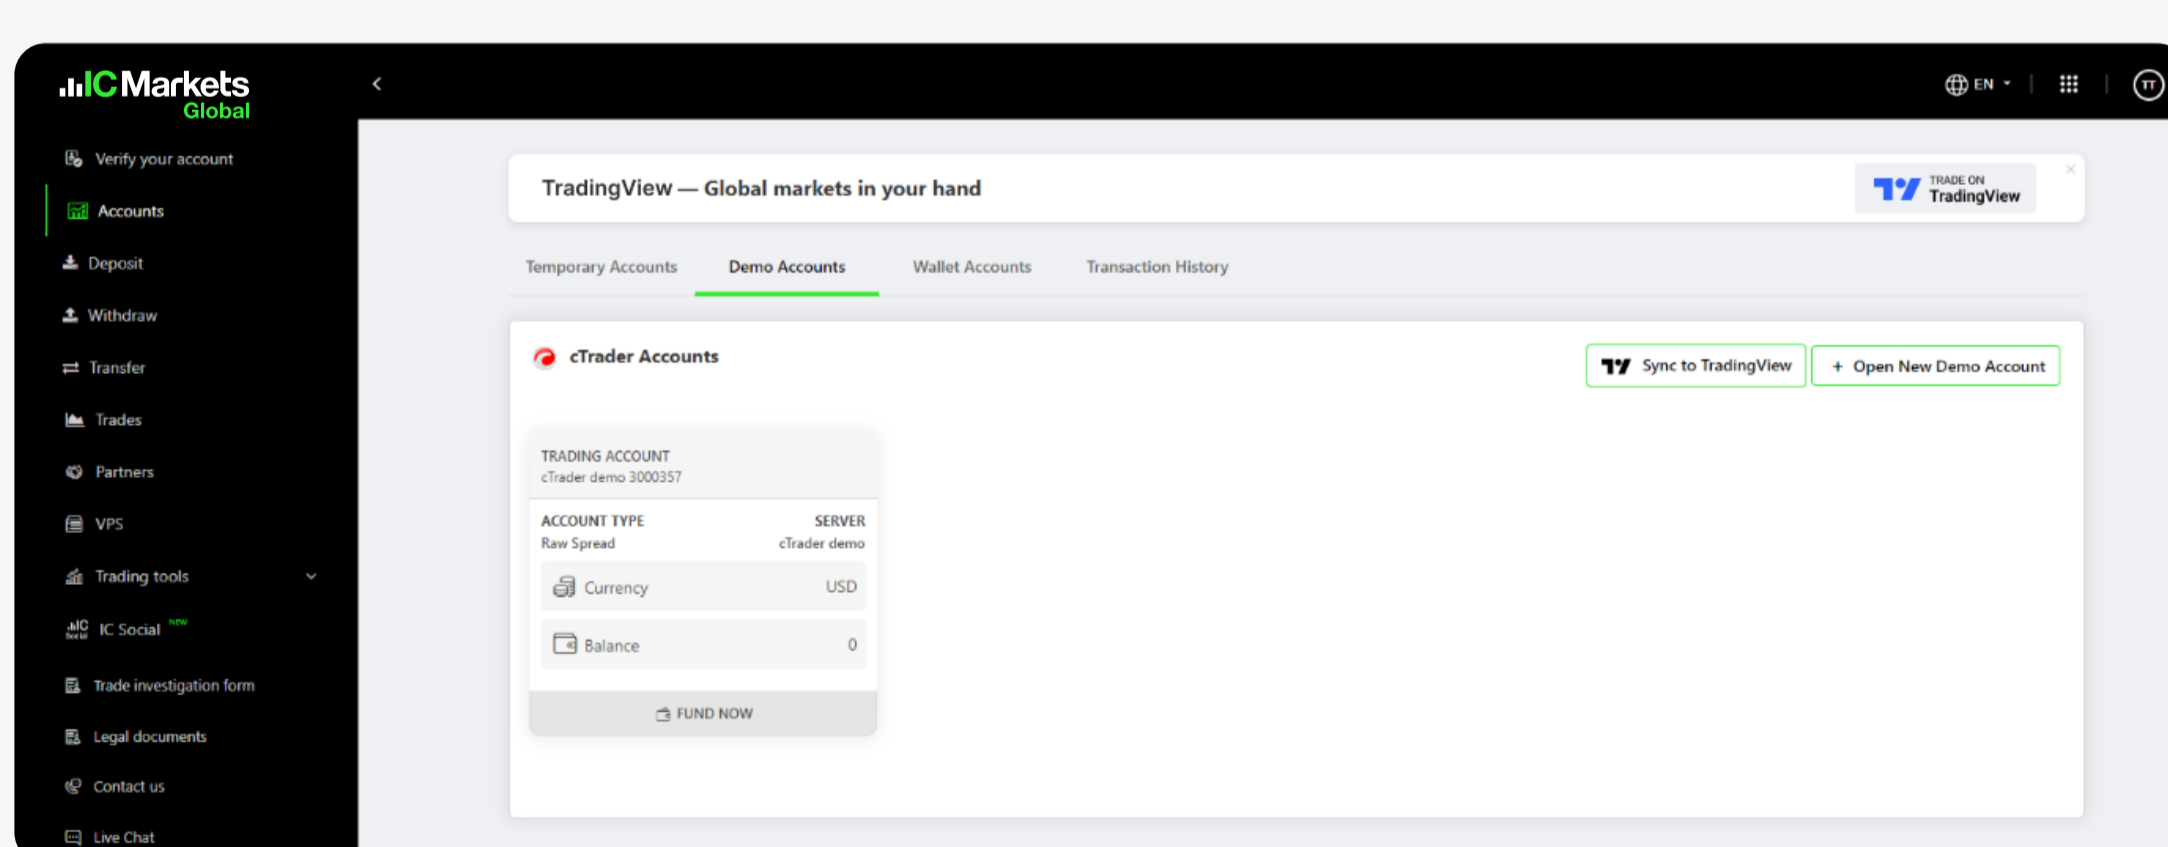 IC Markets
Global
EN
TT
Verify your account
Accounts
Deposit
Withdraw
Transfer
Trades
Partners
VPS
Trading tools
IC Social NEW
Trade investigation form
Legal documents
Contact us
Live Chat
TradingView — Global markets in your hand
TRADE ON
TradingView
Temporary Accounts
Demo Accounts
Wallet Accounts
Transaction History
cTrader Accounts
Sync to TradingView
+ Open New Demo Account
TRADING ACCOUNT
cTrader demo 3000357
ACCOUNT TYPE SERVER
Raw Spread cTrader demo
Currency USD
Balance 0
FUND NOW